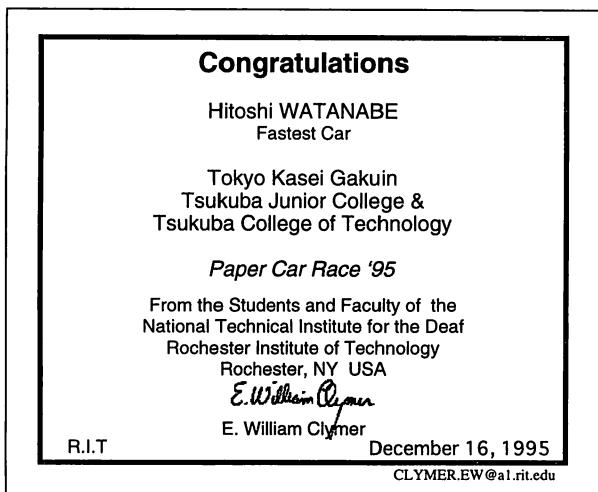 Congratulations
Hitoshi WATANABE
Fastest Car
Tokyo Kasei Gakuin
Tsukuba Junior College &
Tsukuba College of Technology
Paper Car Race '95
From the Students and Faculty of the
National Technical Institute for the Deaf
Rochester Institute of Technology
Rochester, NY USA
E. William Clymer
E. William Clymer
R.I.T December 16, 1995
CLYMER.EW@a1.rit.edu